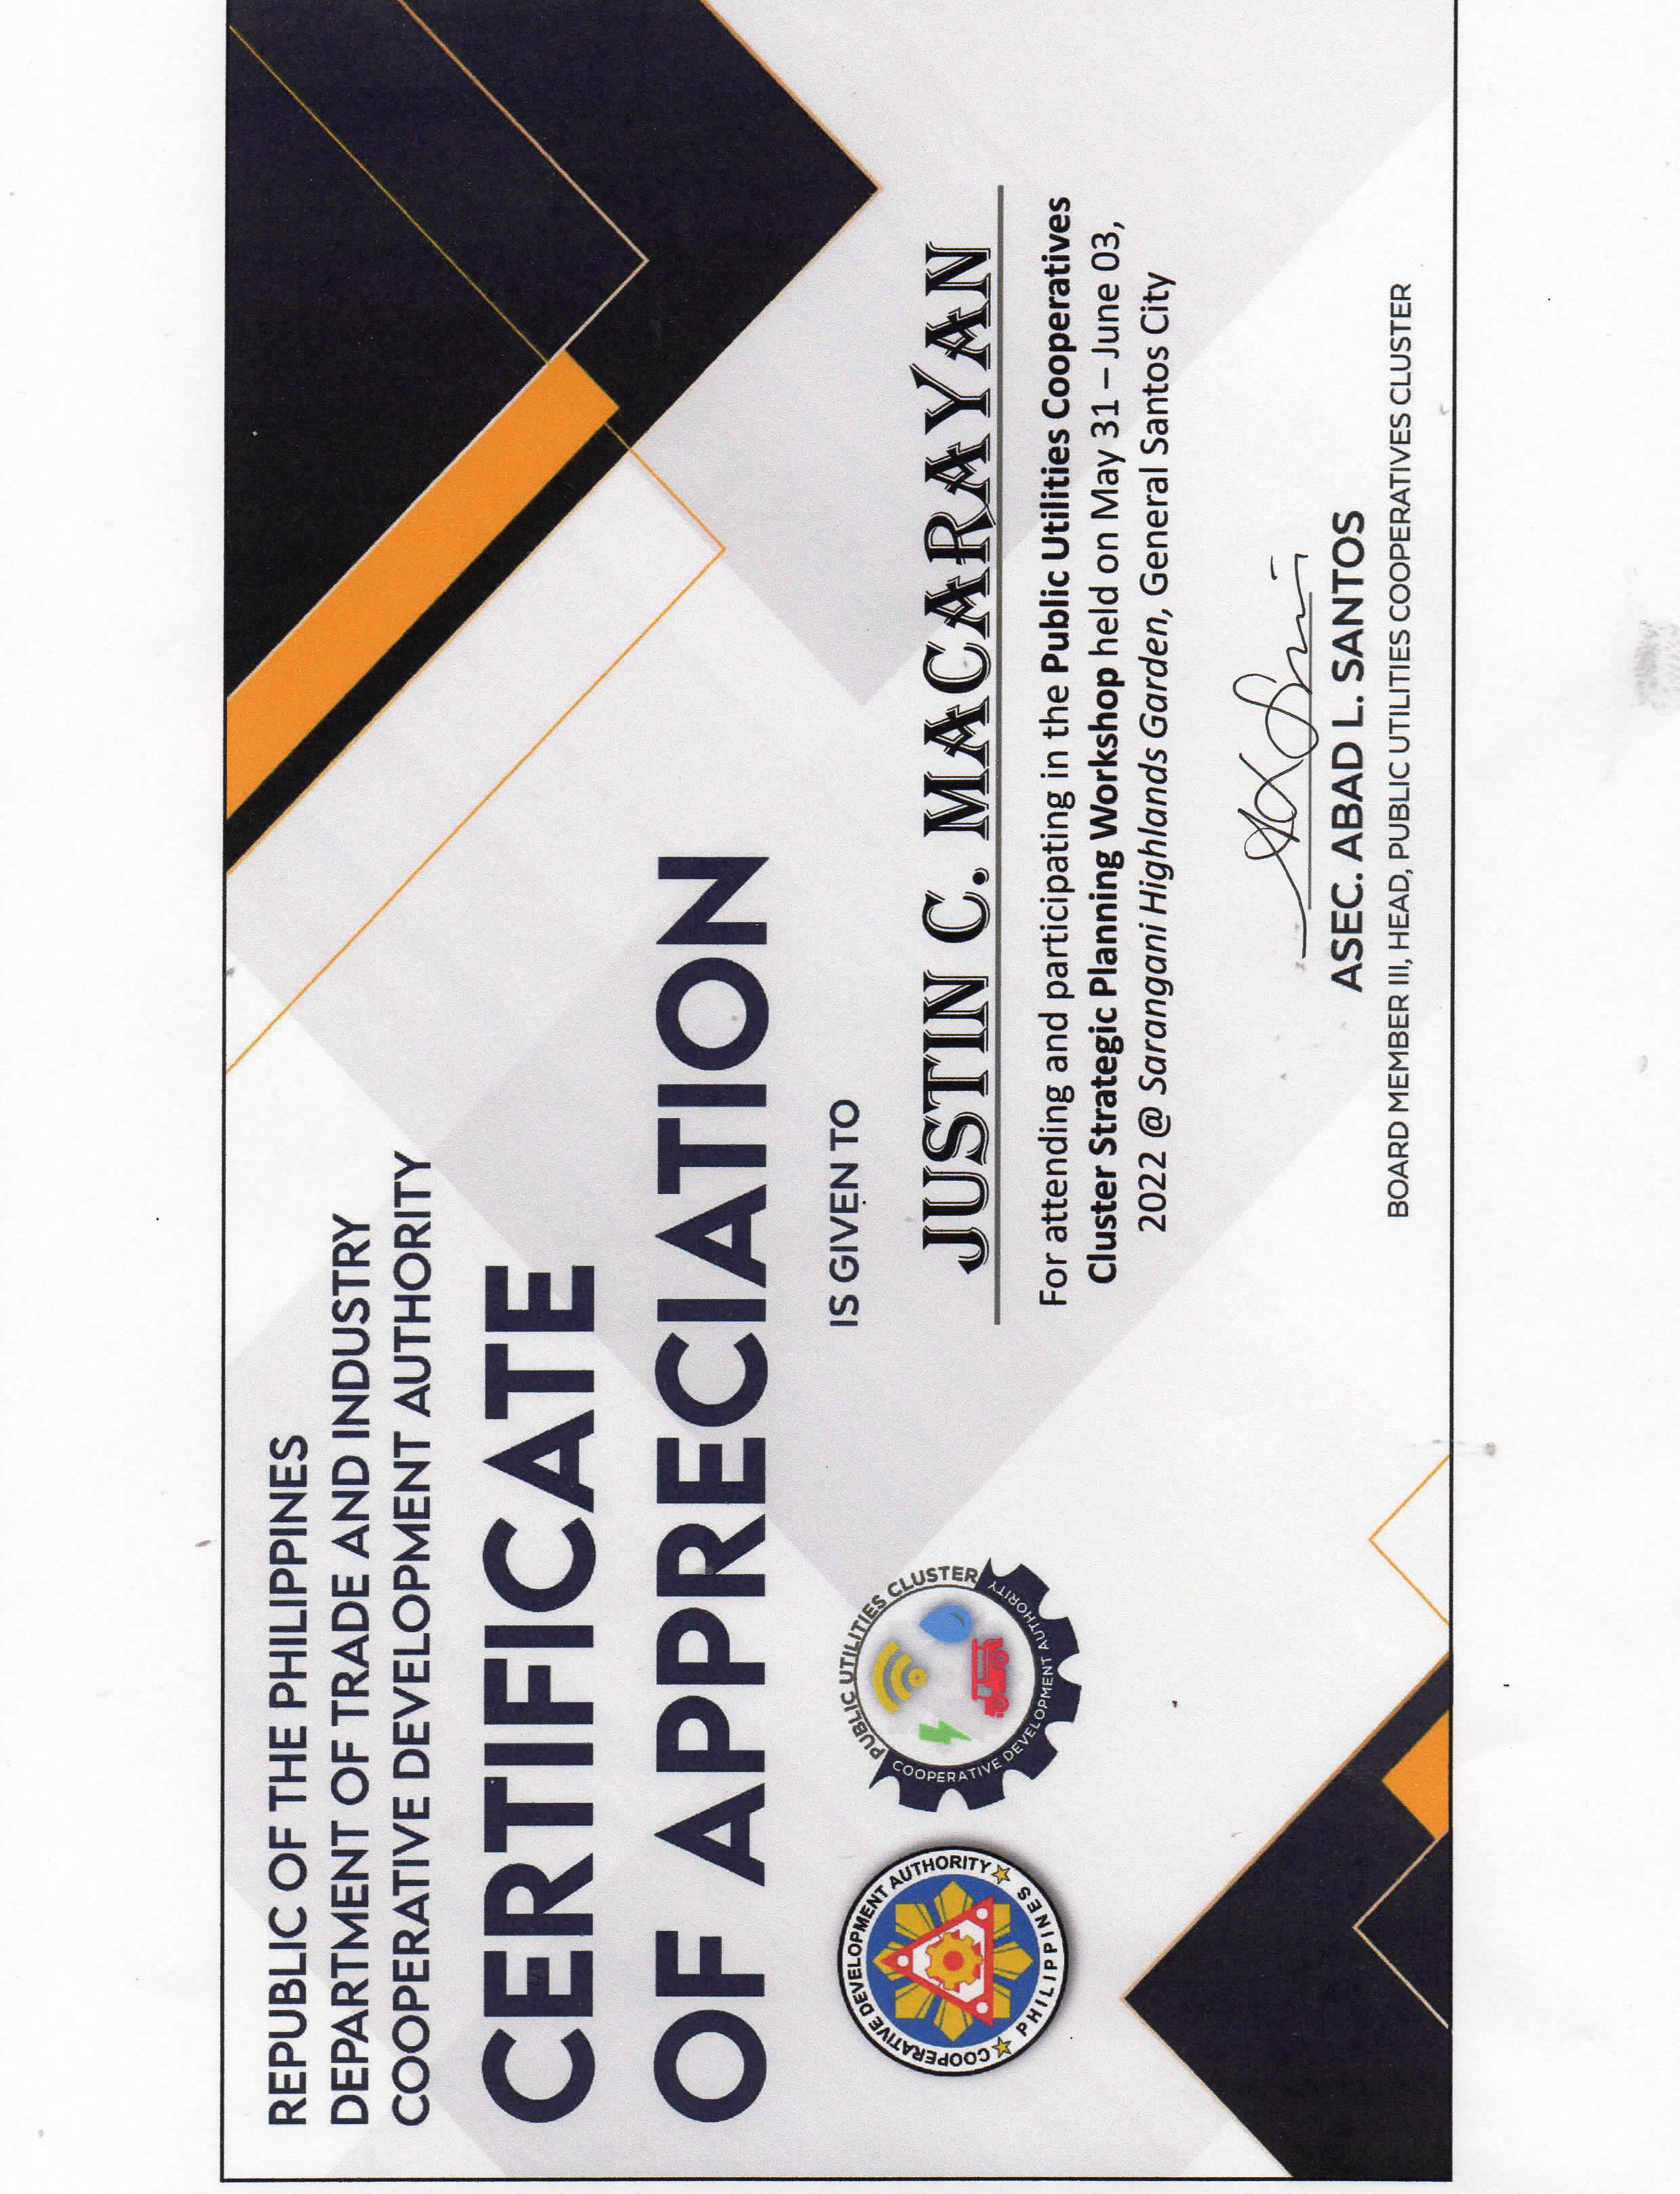 REPUBLIC OF THE PHILIPPINES
DEPARTMENT OF TRADE AND INDUSTRY
COOPERATIVE DEVELOPMENT AUTHORITY
CERTIFICATE
OF APPRECIATION
IS GIVEN TO
JUSTIN C. MACARAYAN
For attending and participating in the Public Utilities Cooperatives
Cluster Strategic Planning Workshop held on May 31 – June 03,
2022 @ Sarangani Highlands Garden, General Santos City
COOPERATIVE DEVELOPMENT AUTHORITY
PHILIPPINES
PUBLIC UTILITIES CLUSTER
COOPERATIVE DEVELOPMENT AUTHORITY
ASEC. ABAD L. SANTOS
BOARD MEMBER III, HEAD, PUBLIC UTILITIES COOPERATIVES CLUSTER